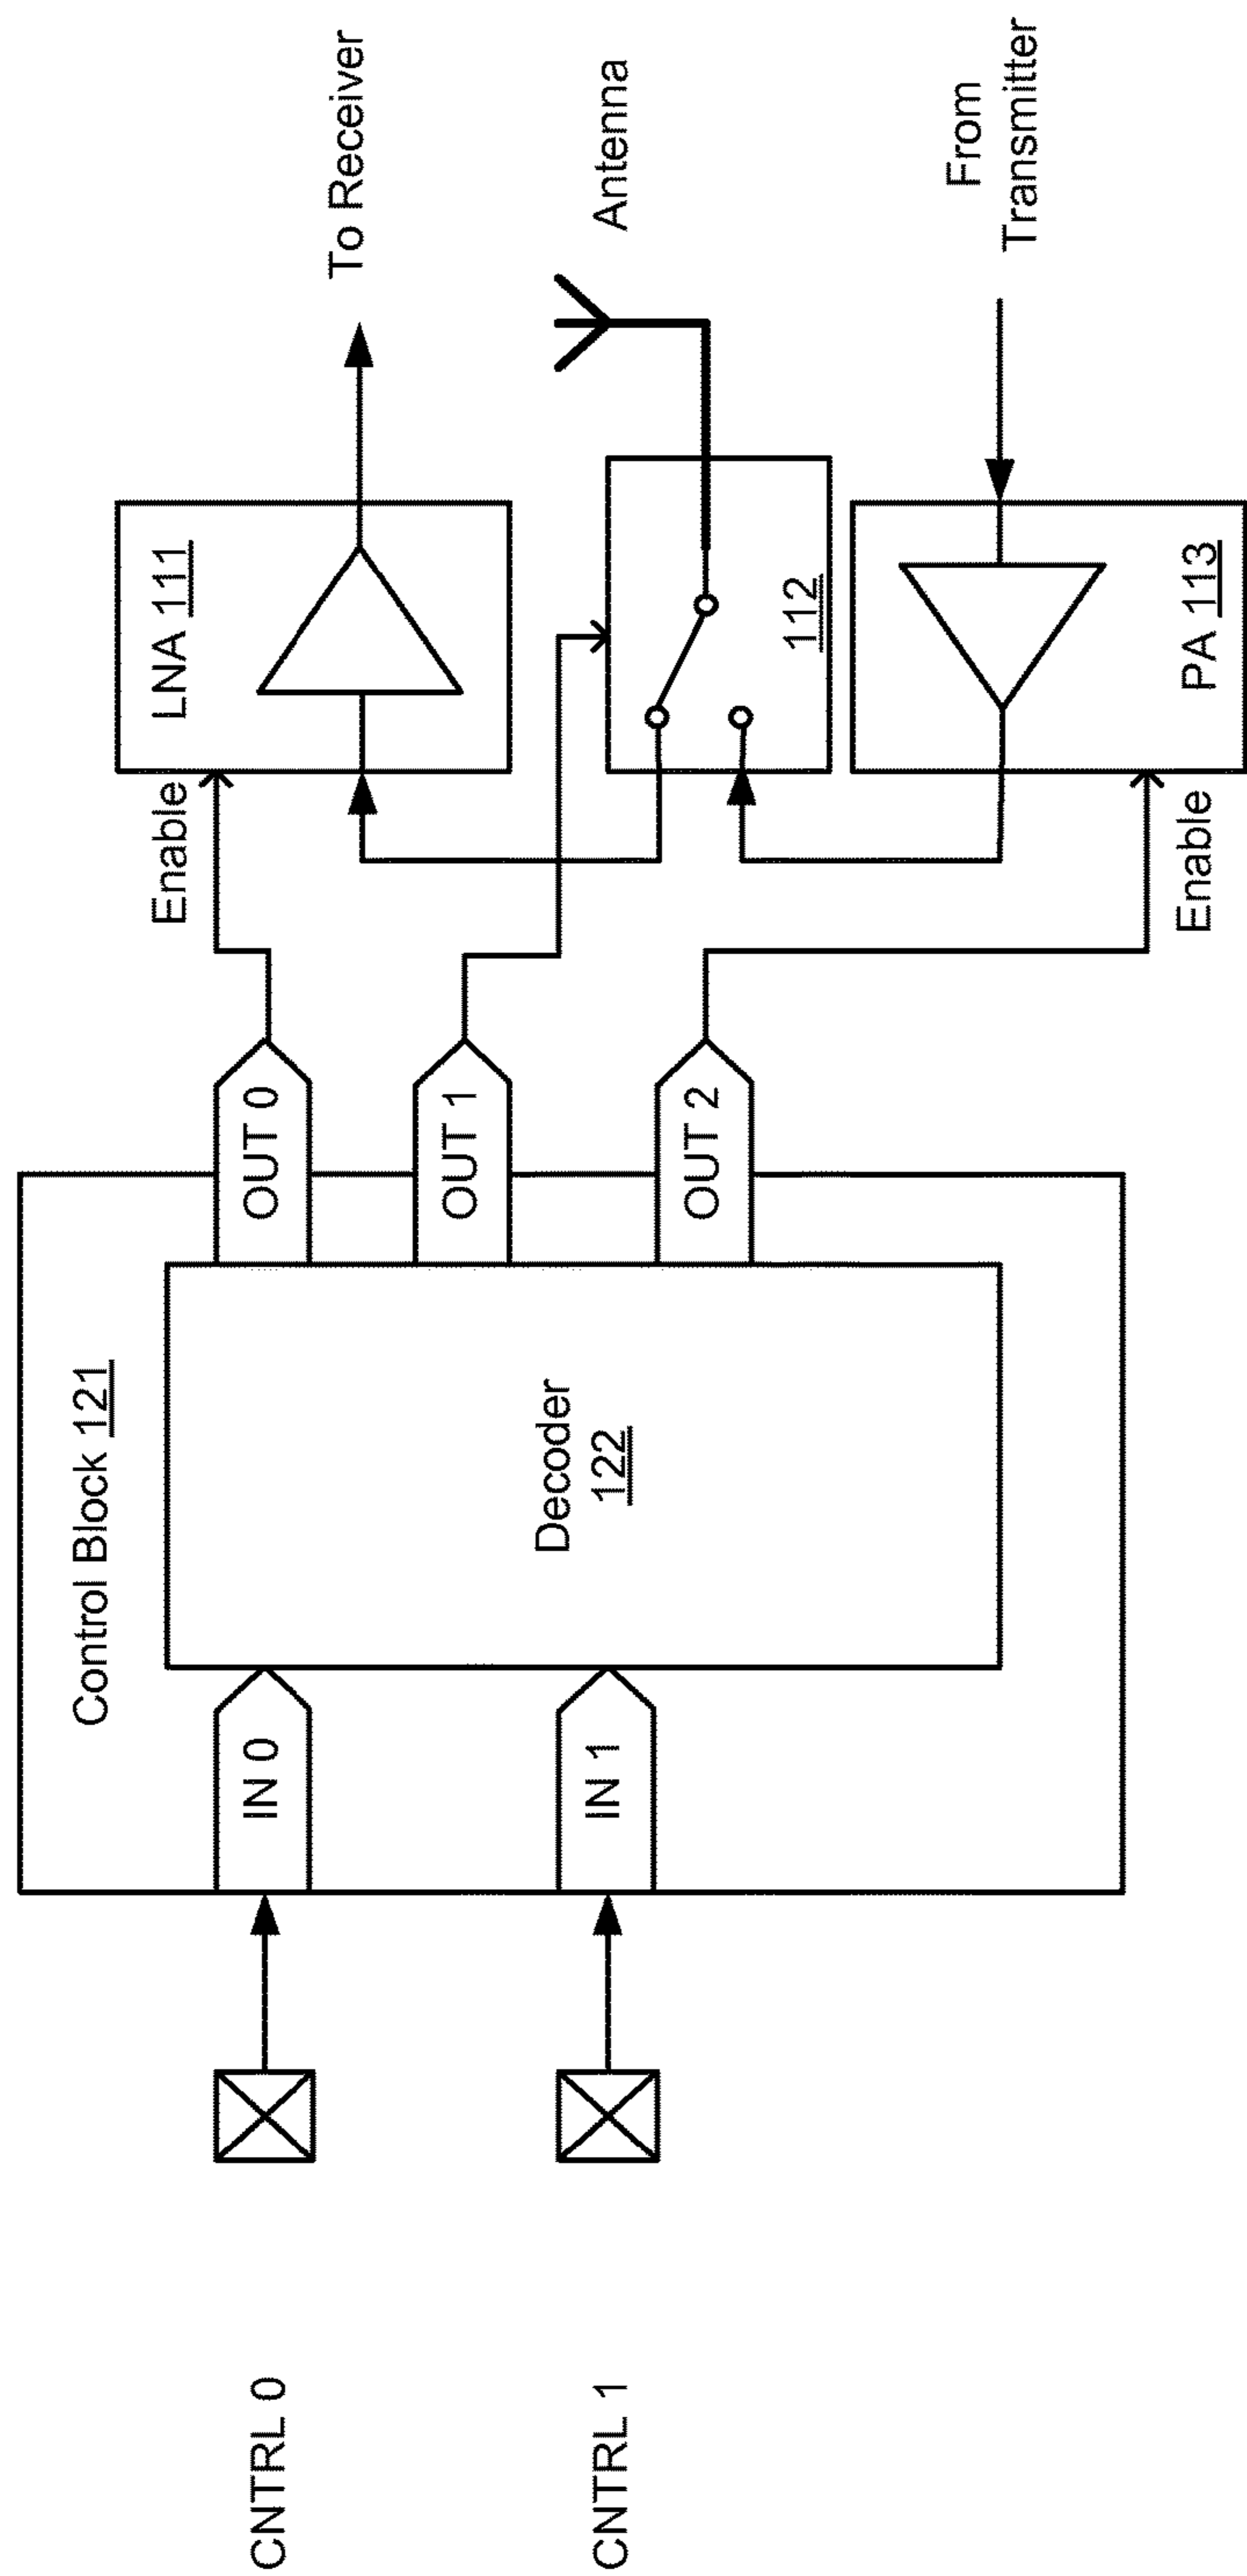 CNTRL 0
CNTRL 1
Control Block 121
IN 0
IN 1
Decoder
122
OUT 0
OUT 1
OUT 2
Enable
LNA 111
To Receiver
112
Antenna
Enable
PA 113
From
Transmitter